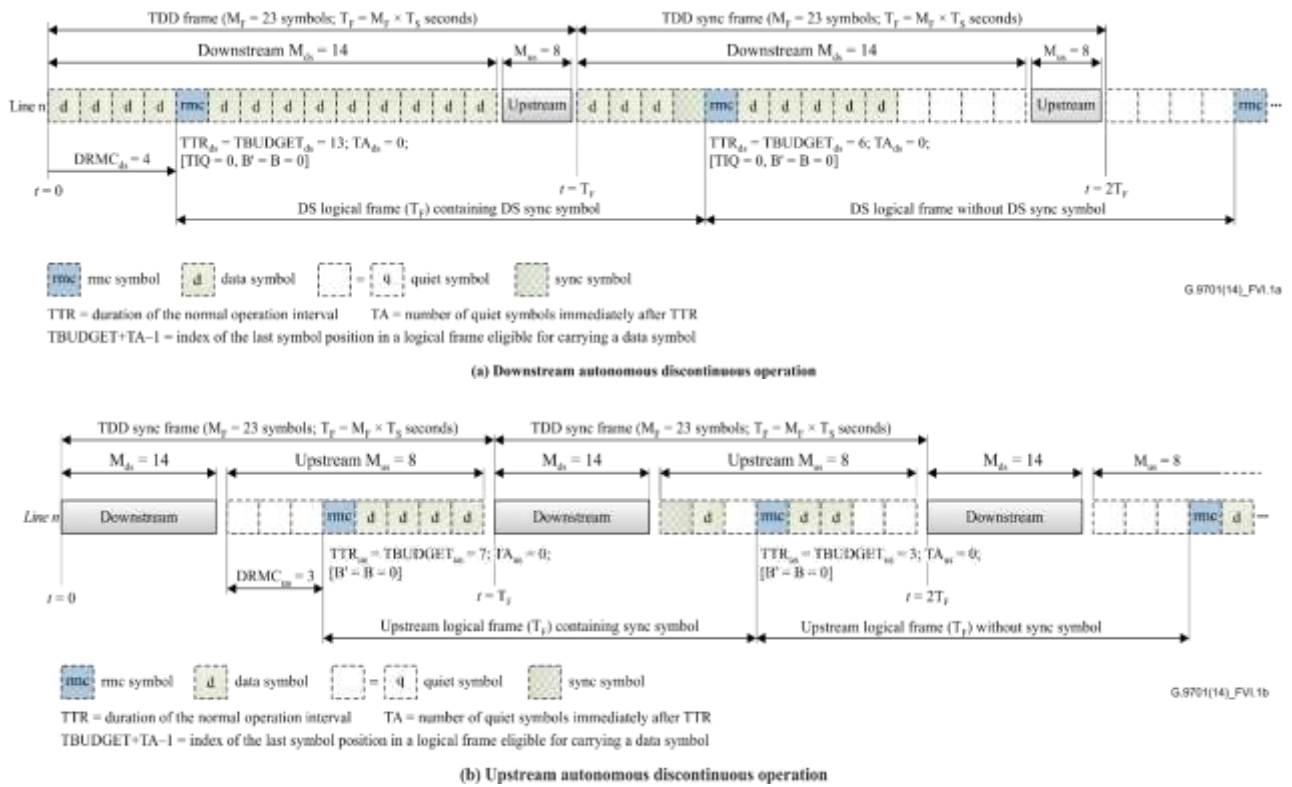 TDD frame (M_F = 23 symbols; T_F = M_F × T_S seconds) TDD sync frame (M_F = 23 symbols; T_F = M_F × T_S seconds)
Downstream M_ds = 14 M_us = 8 Downstream M_ds = 14 M_us = 8
Line n d d d d rmc d d d d d d d d d Upstream d d d rmc d d d d d Upstream rmc ...
TTR_ds = TBUDGET_ds = 13; TA_ds = 0; TTR_ds = TBUDGET_ds = 6; TA_ds = 0;
DRMC_ds = 4 [TIQ = 0, B' = B = 0] [TIQ = 0, B' = B = 0]
t = 0 t = T_F t = 2T_F
DS logical frame (T_F) containing DS sync symbol DS logical frame without DS sync symbol
rmc rmc symbol d data symbol = q quiet symbol sync symbol
G.9701(14)_FVI.1a
TTR = duration of the normal operation interval TA = number of quiet symbols immediately after TTR
TBUDGET+TA–1 = index of the last symbol position in a logical frame eligible for carrying a data symbol
(a) Downstream autonomous discontinuous operation
TDD sync frame (M_F = 23 symbols; T_F = M_F × T_S seconds) TDD sync frame (M_F = 23 symbols; T_F = M_F × T_S seconds)
M_ds = 14 Upstream M_us = 8 M_ds = 14 Upstream M_us = 8 M_ds = 14 M_us = 8
Line n Downstream rmc d d d d Downstream d rmc d d Downstream rmc d
TTR_us = TBUDGET_us = 7; TA_us = 0; TTR_us = TBUDGET_us = 3; TA_us = 0;
DRMC_us = 3 [B' = B = 0] [B' = B = 0]
t = 0 t = T_F t = 2T_F
Upstream logical frame (T_F) containing sync symbol Upstream logical frame (T_F) without sync symbol
rmc rmc symbol d data symbol = q quiet symbol sync symbol
G.9701(14)_FVI.1b
TTR = duration of the normal operation interval TA = number of quiet symbols immediately after TTR
TBUDGET+TA–1 = index of the last symbol position in a logical frame eligible for carrying a data symbol
(b) Upstream autonomous discontinuous operation